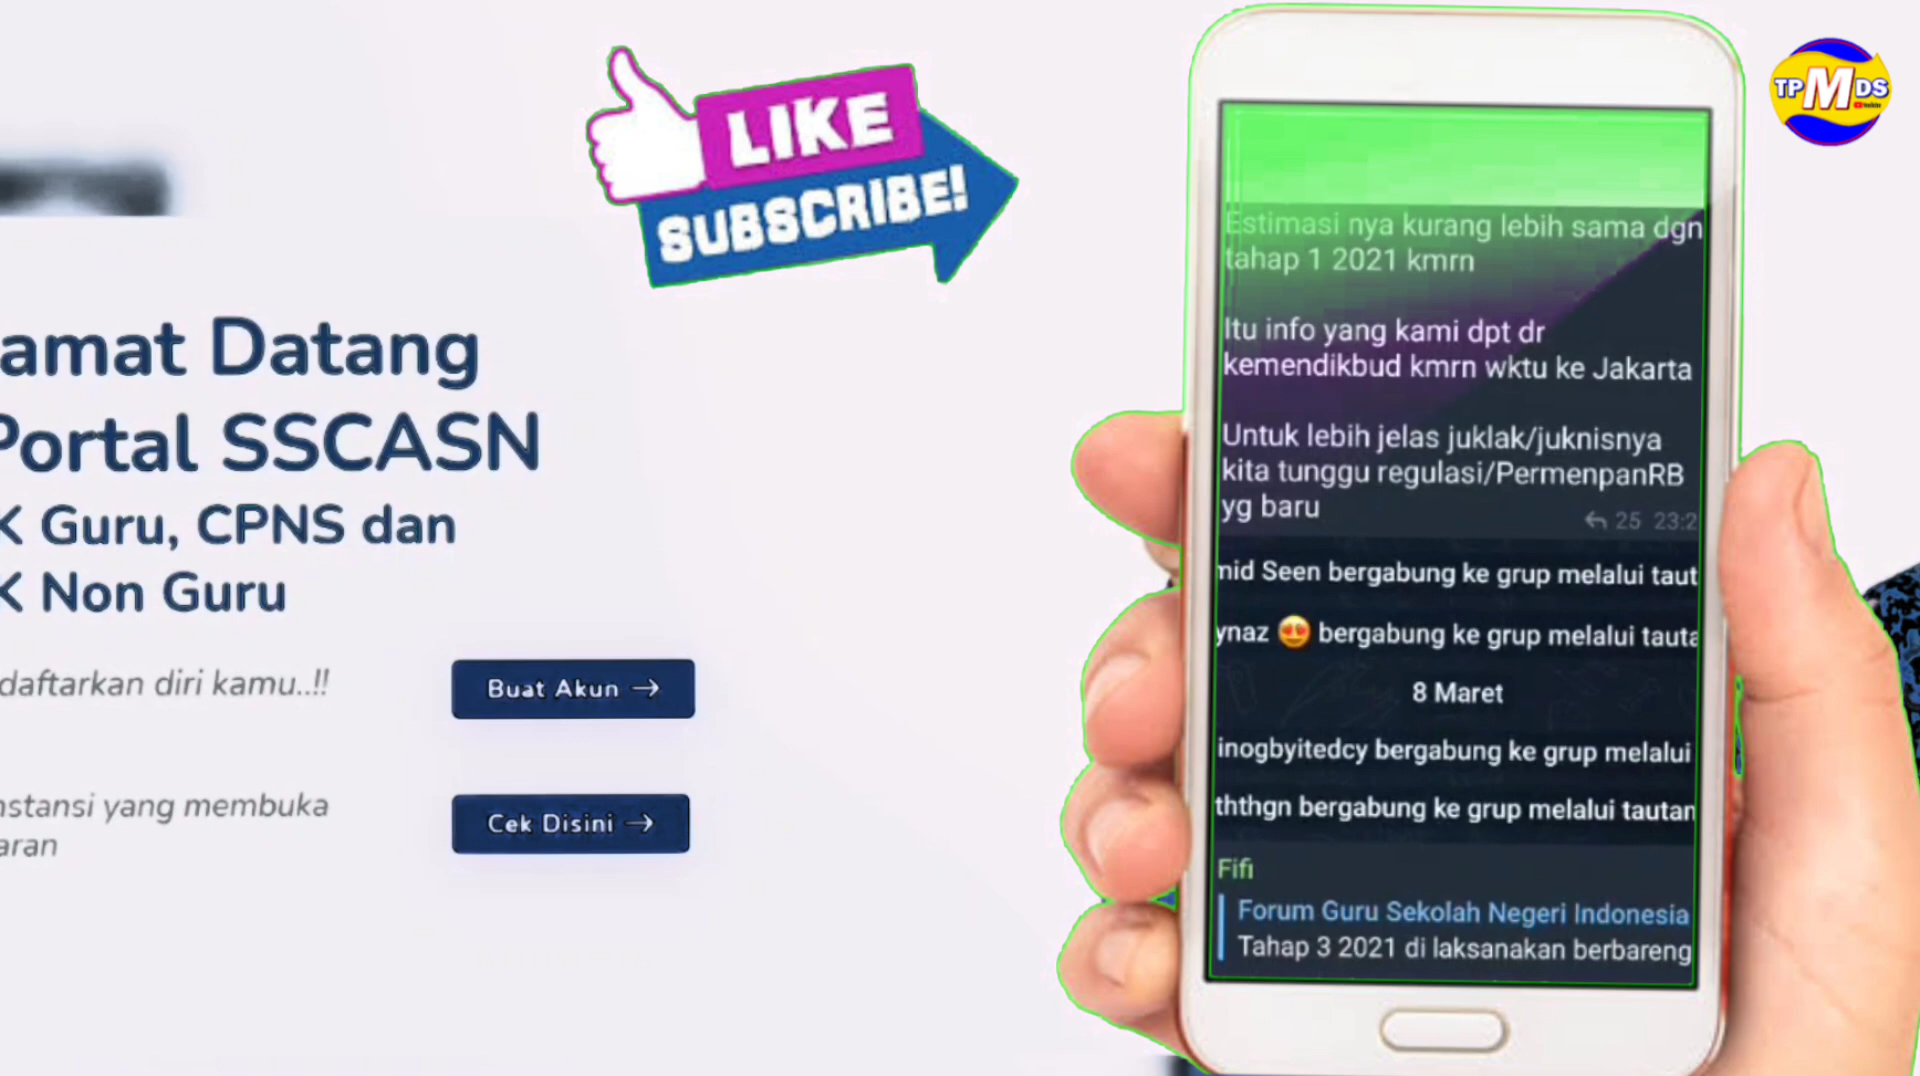 LIKE
SUBSCRIBE!
TPMDS
amat Datang
Portal SSCASN
K Guru, CPNS dan
K Non Guru
daftarkan diri kamu..!!
Buat Akun →
nstansi yang membuka
aran
Cek Disini →
Estimasi nya kurang lebih sama dgn
tahap 1 2021 kmrn
Itu info yang kami dpt dr
kemendikbud kmrn wktu ke Jakarta
Untuk lebih jelas juklak/juknisnya
kita tunggu regulasi/PermenpanRB
yg baru
25 23:2
mid Seen bergabung ke grup melalui taut
ynaz 😍 bergabung ke grup melalui tauta
8 Maret
inogbyitedcy bergabung ke grup melalui
ththgn bergabung ke grup melalui tautan
Fifi
Forum Guru Sekolah Negeri Indonesia
Tahap 3 2021 di laksanakan berbareng